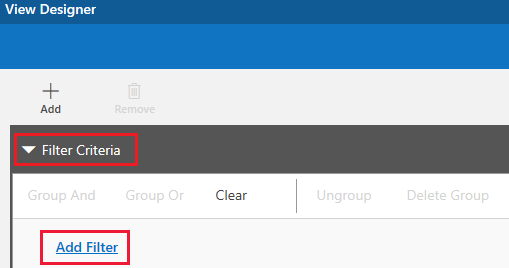 View Designer
Add Remove
Filter Criteria
Group And Group Or Clear Ungroup Delete Group
Add Filter